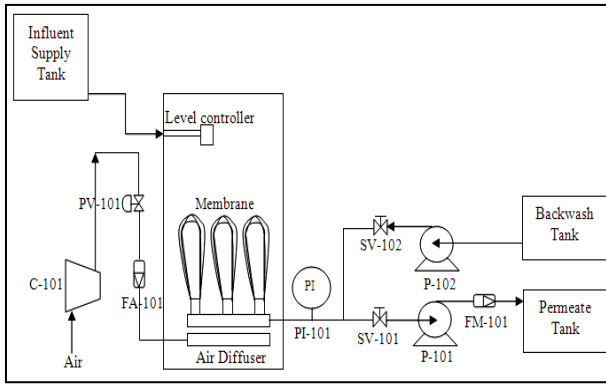 Influent
Supply
Tank
Level controller
PV-101
Membrane
C-101
FA-101
Air
Air Diffuser
PI
PI-101
SV-102
P-102
Backwash
Tank
SV-101
P-101
FM-101
Permeate
Tank